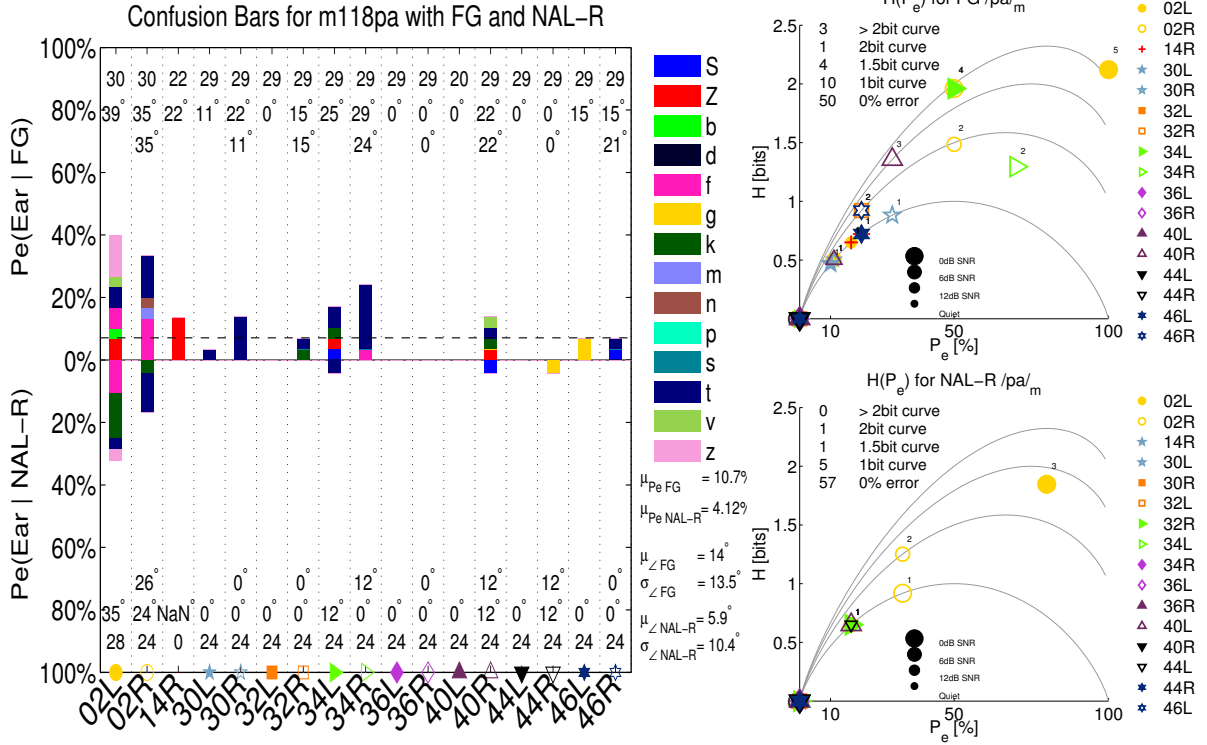 Confusion Bars for m118pa with FG and NAL−R
Pe(Ear | NAL−R) Pe(Ear | FG)
100%
80%
60%
40%
20%
0%
20%
40%
60%
80%
100%
30 30 22 29 29 29 29 29 29 29 29 20 29 29 29 29 29
39° 35° 22° 11° 22° 0° 15° 25° 29° 0° 0° 0° 22° 0° 0° 15° 15°
35° 11° 15° 24° 0° 22° 0° 21°
26° 0° 0° 12° 0° 12° 12° 0°
35° 24° NaN° 0° 0° 0° 0° 12° 0° 0° 0° 0° 12° 0° 12° 0° 0°
28 24 0 24 24 24 24 24 24 24 24 24 24 24 24 24 24
02L 02R 14R 30L 30R 32L 32R 34L 34R 36L 36R 40L 40R 44L 44R 46L 46R
S
Z
b
d
f
g
k
m
n
p
s
t
v
z
μPe FG = 10.7%
μPe NAL−R = 4.12%
μ∠FG = 14°
σ∠FG = 13.5°
μ∠NAL−R = 5.9°
σ∠NAL−R = 10.4°
H(Pe) for FG /pa/m
H [bits]
2.5
2
1.5
1
0.5
3 > 2bit curve
1 2bit curve
4 1.5bit curve
10 1bit curve
50 0% error
5
4
2
3
2
2
1
1
1
0dB SNR
6dB SNR
12dB SNR
Quiet
10 50 100
Pe [%]
02L
02R
14R
30L
30R
32L
32R
34L
34R
36L
36R
40L
40R
44L
44R
46L
46R
H(Pe) for NAL−R /pa/m
H [bits]
2.5
2
1.5
1
0.5
0 > 2bit curve
1 2bit curve
1 1.5bit curve
5 1bit curve
57 0% error
3
2
1
1
0dB SNR
6dB SNR
12dB SNR
Quiet
10 50 100
Pe [%]
02L
02R
14R
30L
30R
32L
32R
34L
34R
36L
36R
40L
40R
44L
44R
46L